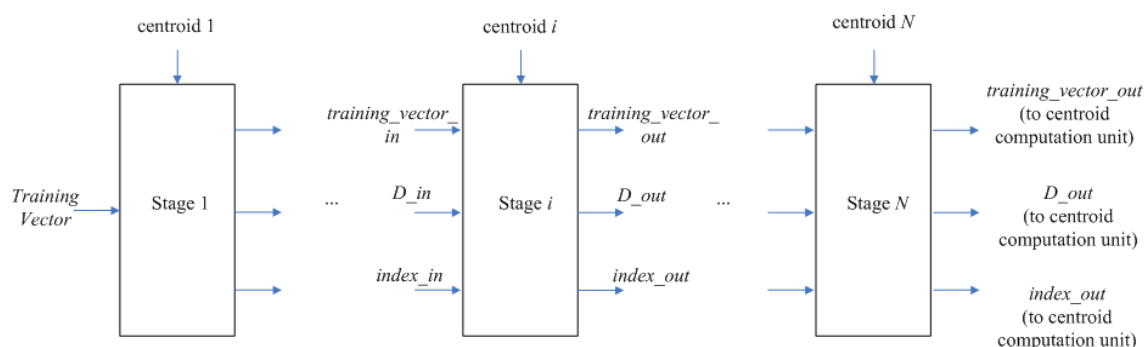 centroid 1
centroid i
centroid N
Training
Vector
Stage 1
...
training_vector_
in
D_in
index_in
Stage i
training_vector_
out
D_out
index_out
...
Stage N
training_vector_out
(to centroid
computation unit)
D_out
(to centroid
computation unit)
index_out
(to centroid
computation unit)